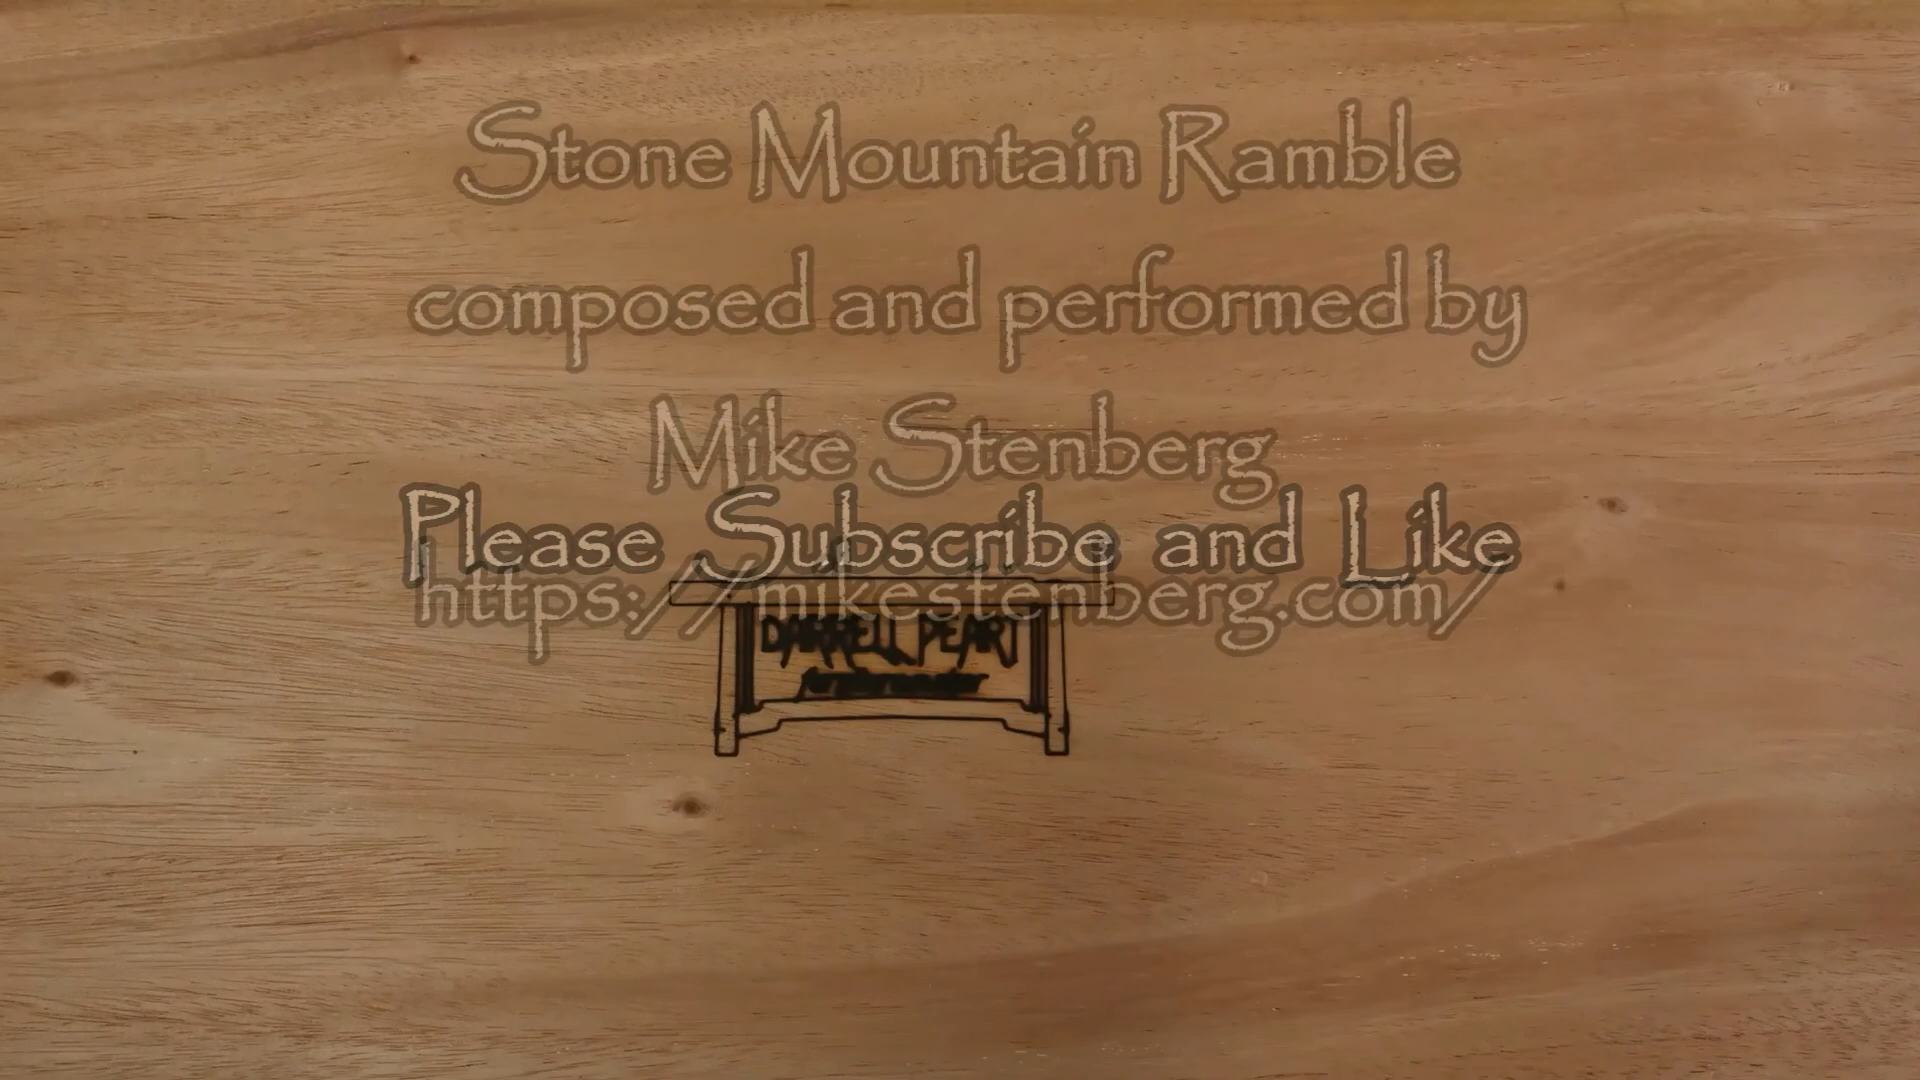 Stone Mountain Ramble
composed and performed by
Mike Stenberg
Please Subscribe and Like
https://mikestenberg.com/
DARRELL PEART